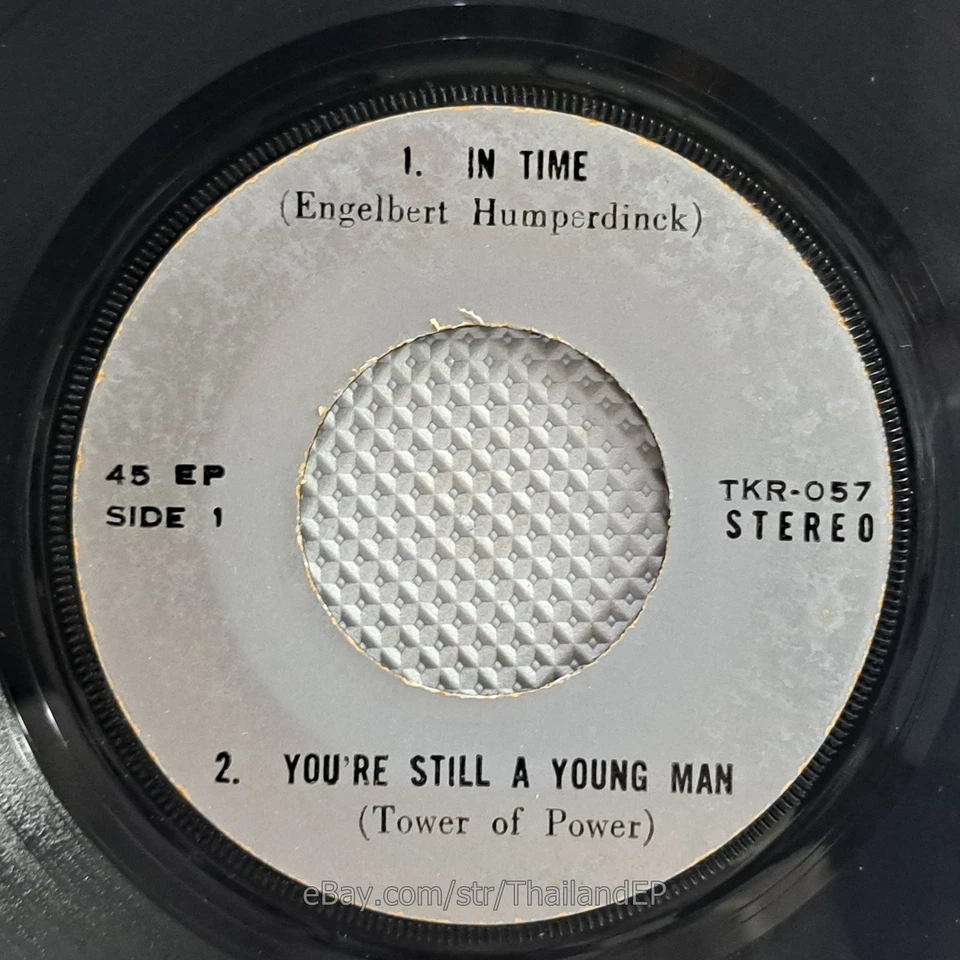 1. IN TIME
(Engelbert Humperdinck)
45 EP
SIDE 1
TKR-057
STEREO
2. YOU'RE STILL A YOUNG MAN
(Tower of Power)
eBay.com/str/ThailandEP